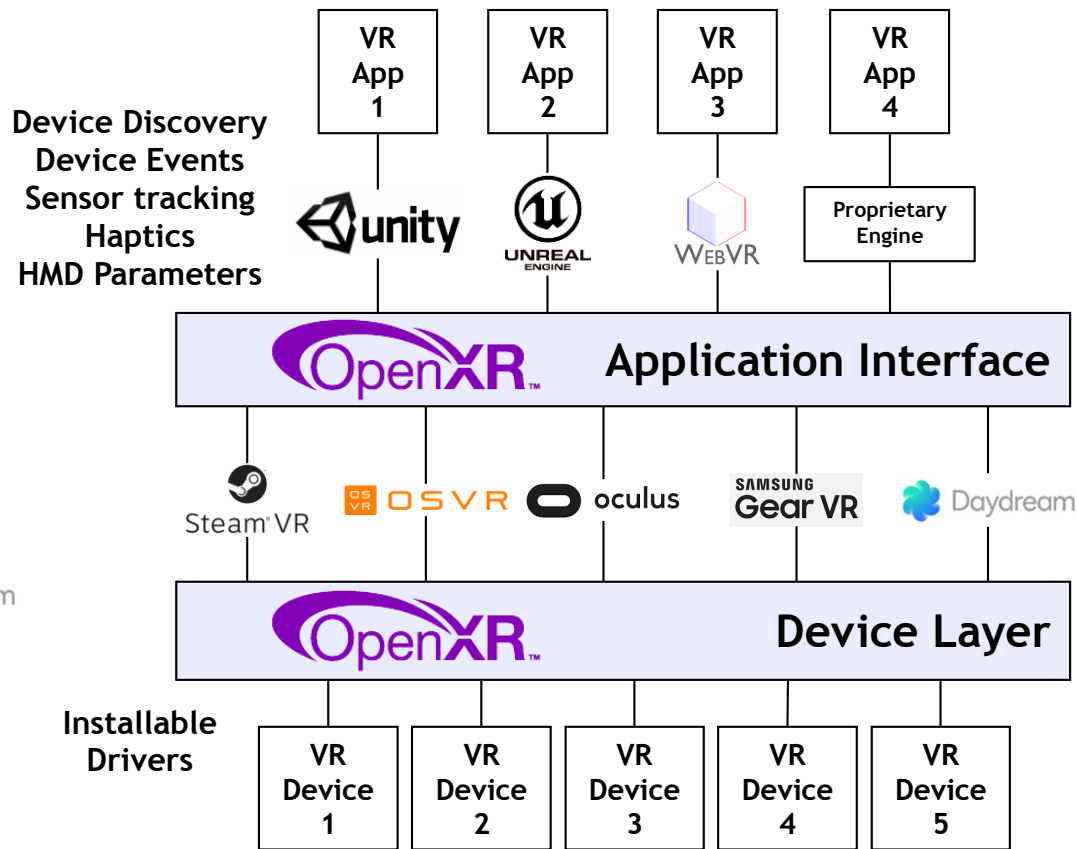 VR
App
1
VR
App
2
VR
App
3
VR
App
4
Device Discovery
Device Events
Sensor tracking
Haptics
HMD Parameters
unity
UNREAL
ENGINE
WEBVR
Proprietary
Engine
OpenXR™ Application Interface
Steam®VR
OS
VR
OSVR
oculus
SAMSUNG
Gear VR
Daydream
m
OpenXR™ Device Layer
Installable
Drivers
VR
Device
1
VR
Device
2
VR
Device
3
VR
Device
4
VR
Device
5